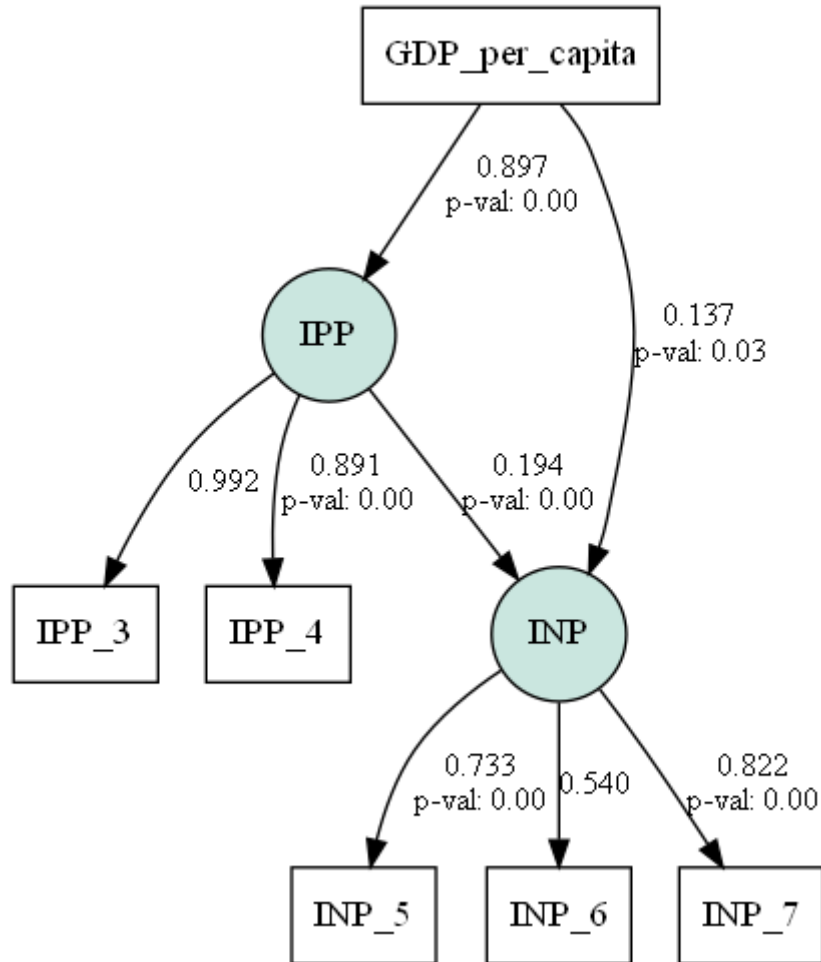 GDP_per_capita
0.897
p-val: 0.00
IPP
0.137
p-val: 0.03
0.992
0.891
p-val: 0.00
0.194
p-val: 0.00
IPP_3
IPP_4
INP
0.733
p-val: 0.00
0.540
0.822
p-val: 0.00
INP_5
INP_6
INP_7